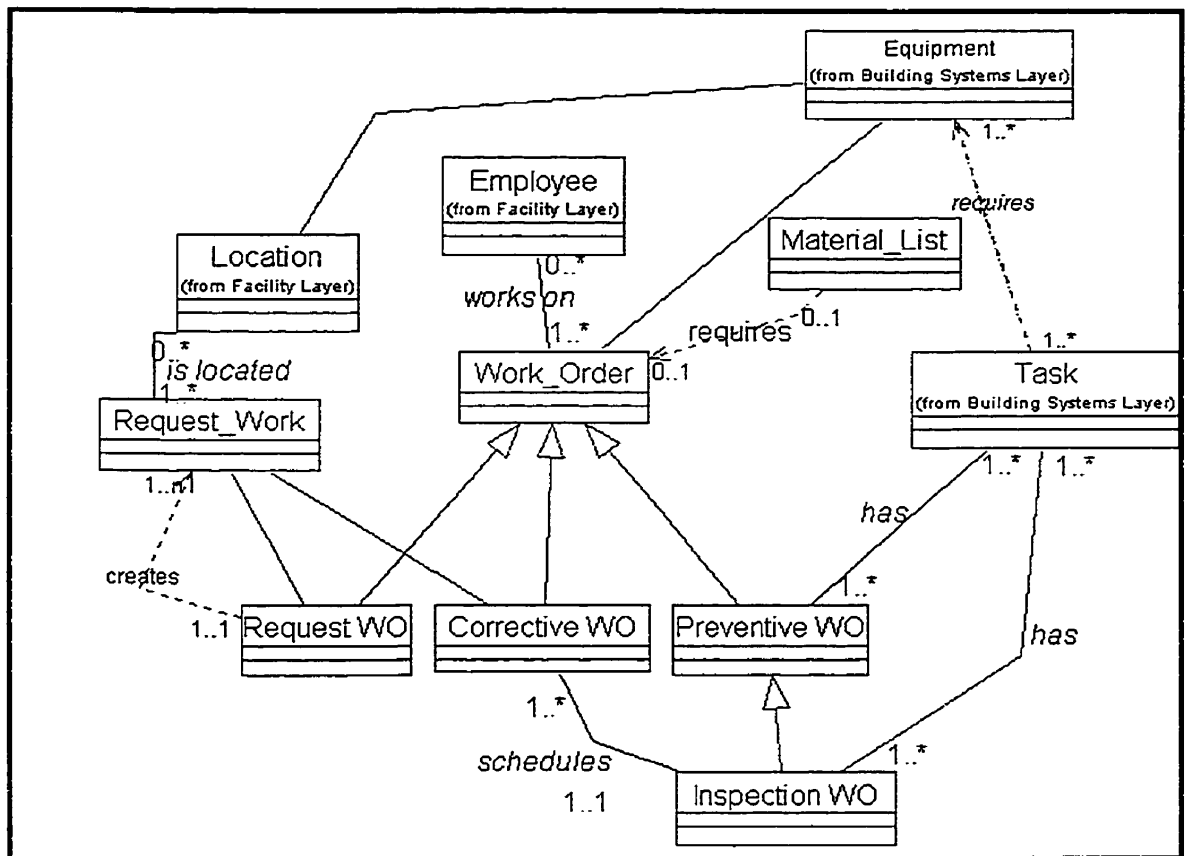 Equipment
(from Building Systems Layer)
1..*
Employee
(from Facility Layer)
requires
Material_List
Location
(from Facility Layer)
0..*
works on
1..*
requires
0..1
0..1
1..*
0..*
is located
1..*
Work_Order
Task
(from Building Systems Layer)
Request_Work
1..*
1..*
has
creates
1..*
1..1
Request WO
Corrective WO
Preventive WO
has
1..*
schedules
1..*
1..1
Inspection WO